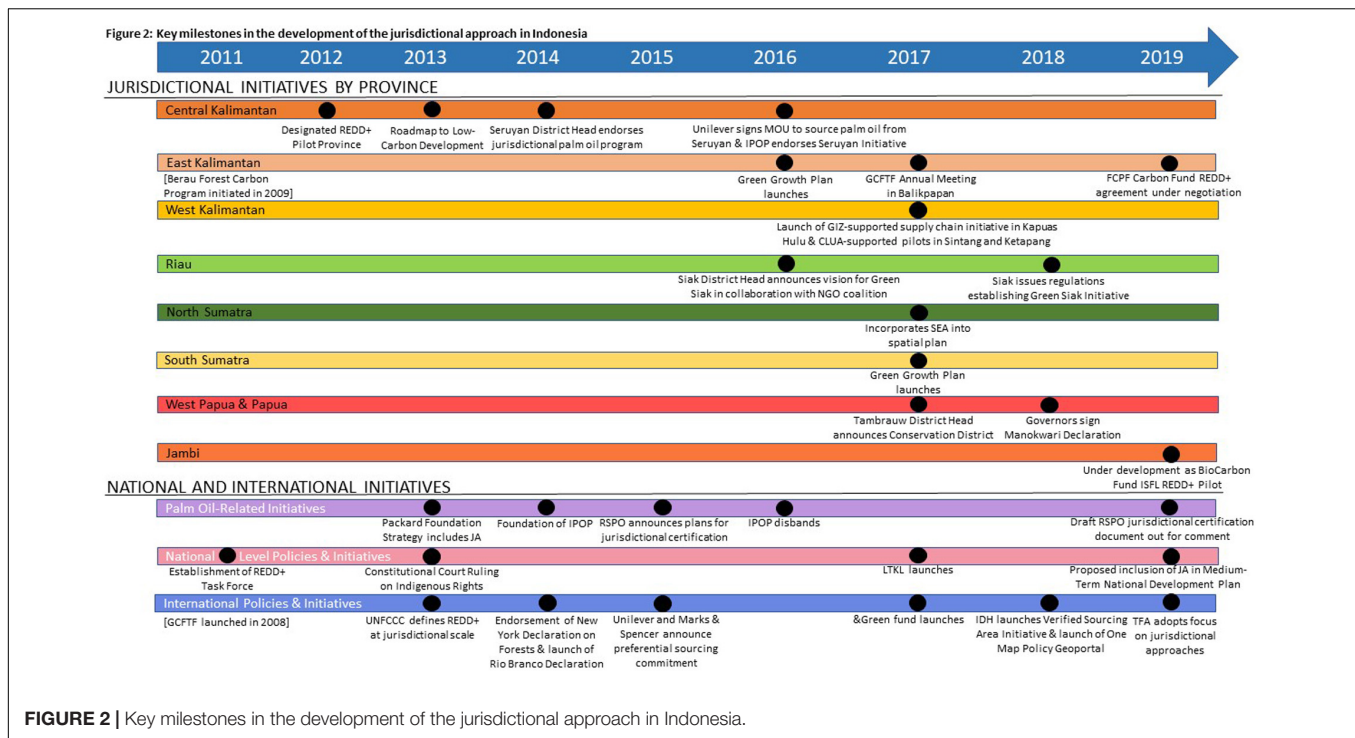 Figure 2: Key milestones in the development of the jurisdictional approach in Indonesia
2011 2012 2013 2014 2015 2016 2017 2018 2019
JURISDICTIONAL INITIATIVES BY PROVINCE
Central Kalimantan
Designated REDD+
Pilot Province
Roadmap to Low-
Carbon Development
Seruyan District Head endorses
jurisdictional palm oil program
Unilever signs MOU to source palm oil from
Seruyan & IPOP endorses Seruyan Initiative
East Kalimantan
[Berau Forest Carbon
Program initiated in 2009]
Green Growth Plan
launches
GCFTF Annual Meeting
in Balikpapan
FCPF Carbon Fund REDD+
agreement under negotiation
West Kalimantan
Launch of GIZ-supported supply chain initiative in Kapuas
Hulu & CLUA-supported pilots in Sintang and Ketapang
Riau
Siak District Head announces vision for Green
Siak in collaboration with NGO coalition
Siak issues regulations
establishing Green Siak Initiative
North Sumatra
Incorporates SEA into
spatial plan
South Sumatra
Green Growth Plan
launches
West Papua & Papua
Tambrauw District Head
announces Conservation District
Governors sign
Manokwari Declaration
Jambi
Under development as BioCarbon
Fund ISFL REDD+ Pilot
NATIONAL AND INTERNATIONAL INITIATIVES
Palm Oil-Related Initiatives
Packard Foundation
Strategy includes JA
Foundation of IPOP
RSPO announces plans for
jurisdictional certification
IPOP disbands
Draft RSPO jurisdictional certification
document out for comment
National Level Policies & Initiatives
Establishment of REDD+
Task Force
Constitutional Court Ruling
on Indigenous Rights
LTKL launches
Proposed inclusion of JA in Medium-
Term National Development Plan
International Policies & Initiatives
[GCFTF launched in 2008]
UNFCCC defines REDD+
at jurisdictional scale
Endorsement of New
York Declaration on
Forests & launch of
Rio Branco Declaration
Unilever and Marks &
Spencer announce
preferential sourcing
commitment
&Green fund launches
IDH launches Verified Sourcing
Area Initiative & launch of One
Map Policy Geoportal
TFA adopts focus
on jurisdictional
approaches
FIGURE 2 | Key milestones in the development of the jurisdictional approach in Indonesia.